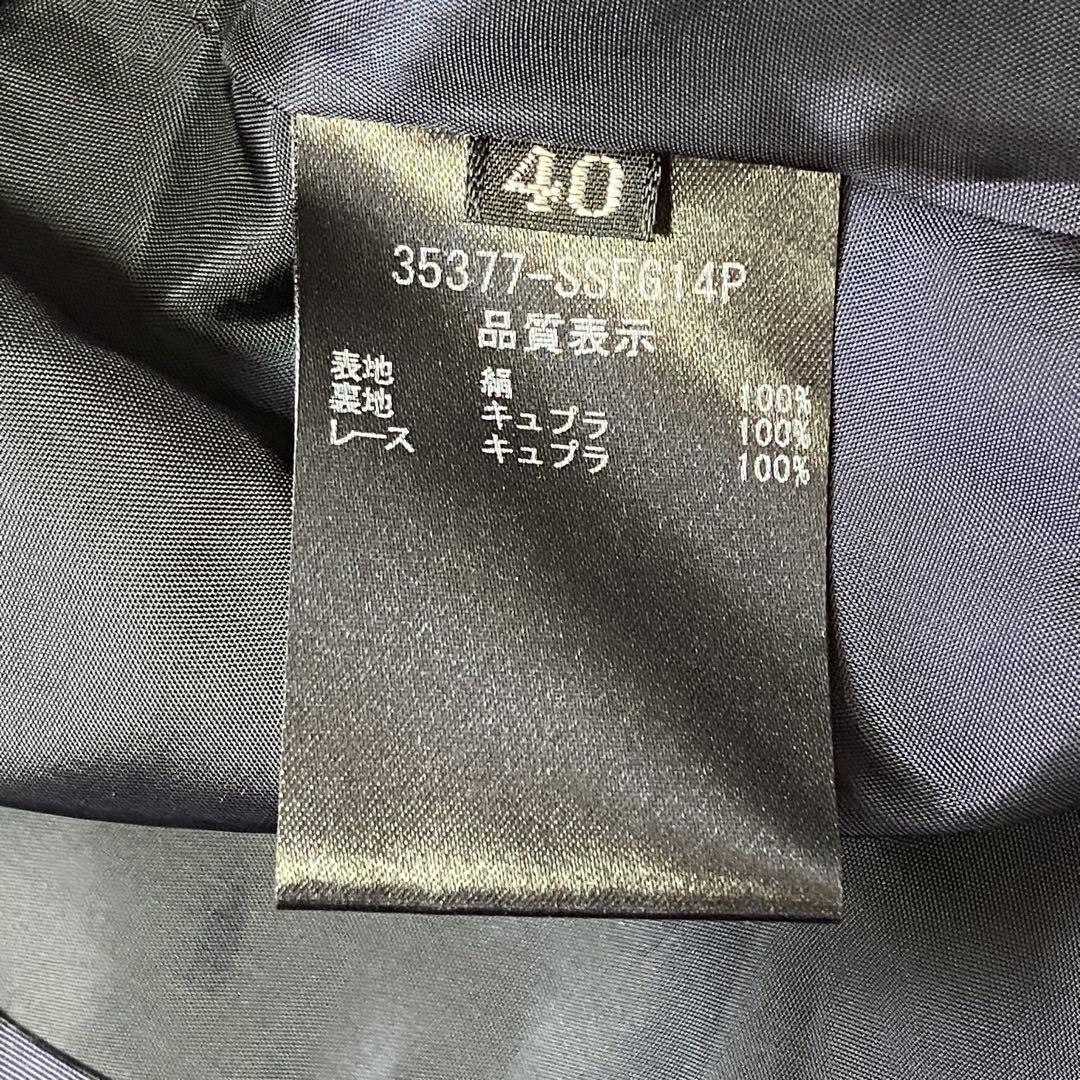 40
35377-SSFG14P
品質表示
表地 絹 100%
裏地 キュプラ 100%
レース キュプラ 100%